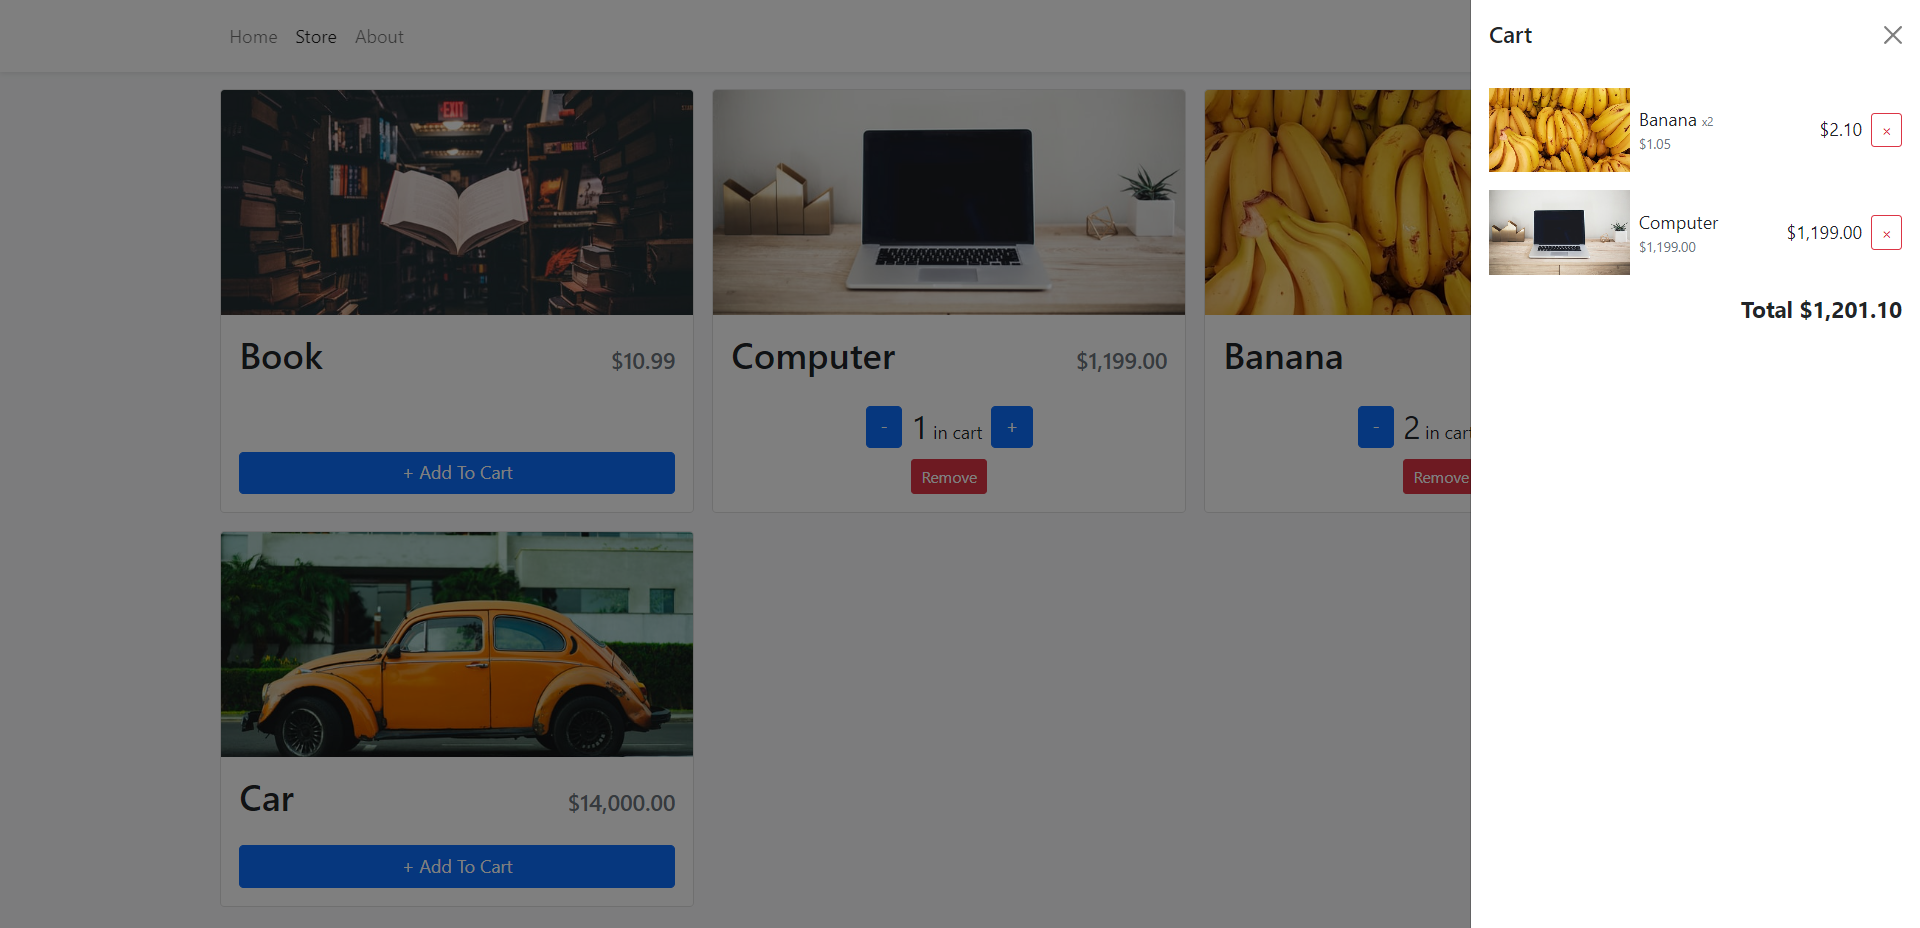 Home Store About
EXIT
Book
$10.99
+ Add To Cart
Computer
$1,199.00
- 1 in cart +
Remove
Banana
- 2 in cart
Remove
Car
$14,000.00
+ Add To Cart
Cart
Banana x2
$1.05
$2.10
×
Computer
$1,199.00
$1,199.00
×
Total $1,201.10